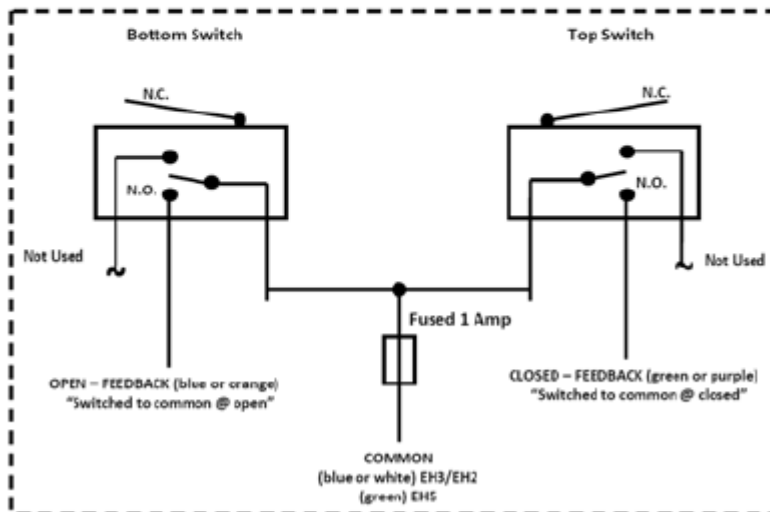 Bottom Switch
Top Switch
N.C.
N.C.
N.O.
N.O.
Not Used
Not Used
Fused 1 Amp
OPEN – FEEDBACK (blue or orange)
"Switched to common @ open"
CLOSED – FEEDBACK (green or purple)
"Switched to common @ closed"
COMMON
(blue or white) EH3/EH2
(green) EH5